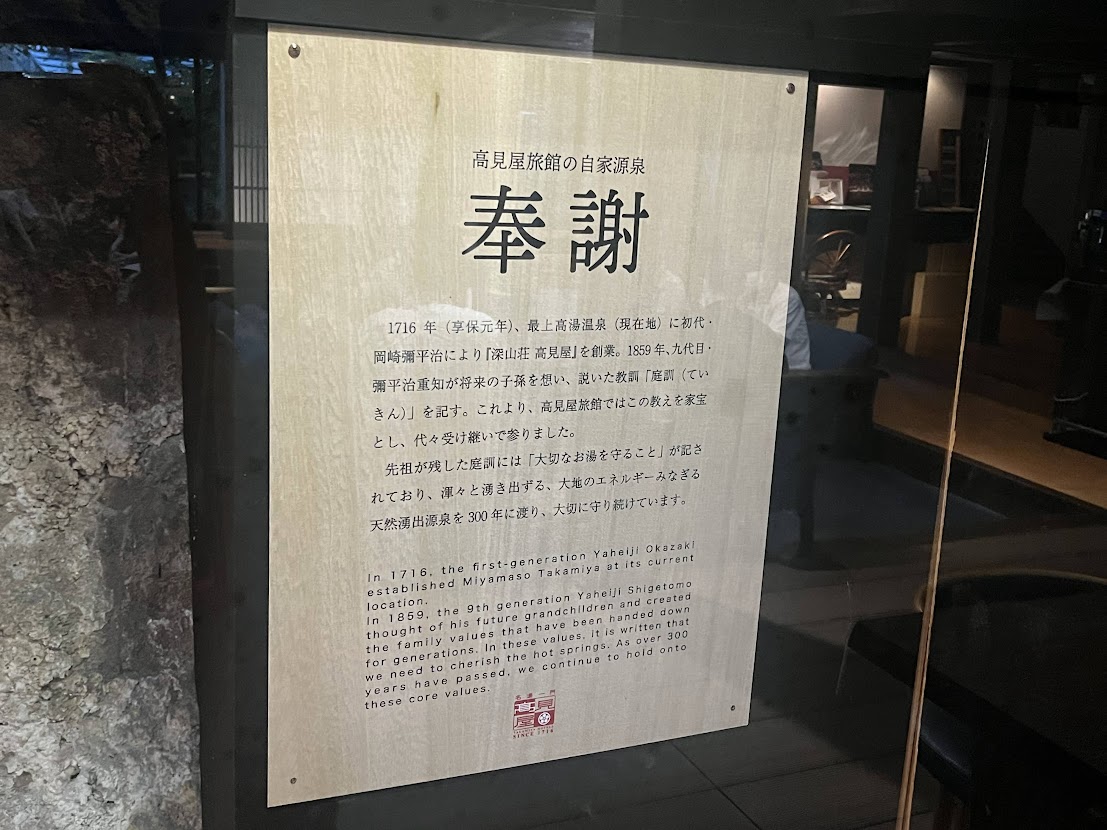 高見屋旅館の自家源泉
奉謝
1716 年（享保元年）、最上高湯温泉（現在地）に初代・
岡崎彌平治により『深山荘 高見屋』を創業。1859 年、九代目・
彌平治重知が将来の子孫を想い、説いた教訓「庭訓（てい
きん）」を記す。これより、高見屋旅館ではこの教えを家宝
とし、代々受け継いで参りました。
先祖が残した庭訓には「大切なお湯を守ること」が記さ
れており、渾々と湧き出ずる、大地のエネルギーみなぎる
天然湧出源泉を 300 年に渡り、大切に守り続けています。
In 1716, the first-generation Yaheiji Okazaki
established Miyamaso Takamiya at its current
location.
In 1859, the 9th generation Yaheiji Shigetomo
thought of his future grandchildren and created
the family values that have been handed down
for generations. In these values, it is written that
we need to cherish the hot springs. As over 300
years have passed, we continue to hold onto
these core values.
名湯一門
髙見
屋
SINCE 1716